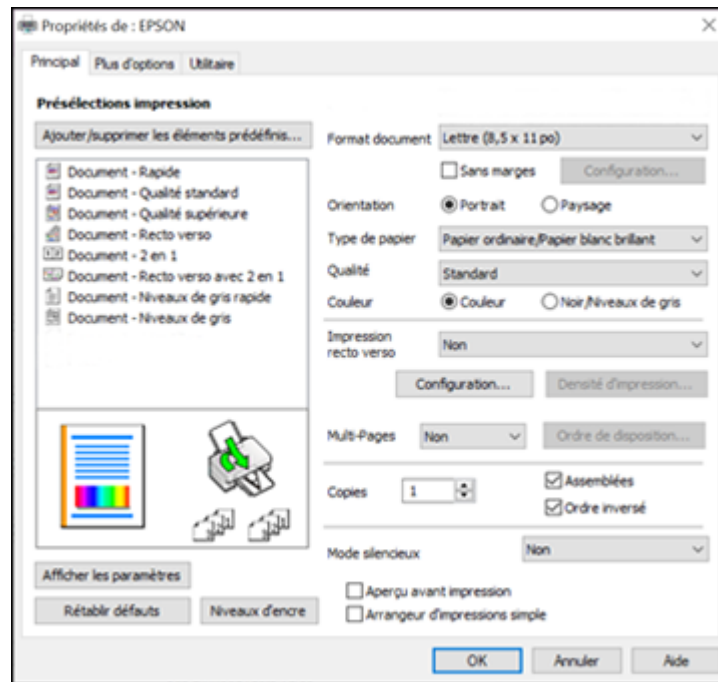 Propriétés de : EPSON
Principal Plus d'options Utilitaire
Présélections impression
Ajouter/supprimer les éléments prédéfinis...
Document - Rapide
Document - Qualité standard
Document - Qualité supérieure
Document - Recto verso
Document - 2 en 1
Document - Recto verso avec 2 en 1
Document - Niveaux de gris rapide
Document - Niveaux de gris
Afficher les paramètres
Rétablir défauts Niveaux d'encre
Format document Lettre (8,5 x 11 po)
Sans marges Configuration...
Orientation Portrait Paysage
Type de papier Papier ordinaire/Papier blanc brillant
Qualité Standard
Couleur Couleur Noir/Niveaux de gris
Impression
recto verso Non
Configuration... Densité d'impression...
Multi-Pages Non Ordre de disposition...
Copies 1 Assemblées
Ordre inversé
Mode silencieux Non
Aperçu avant impression
Arrangeur d'impressions simple
OK Annuler Aide